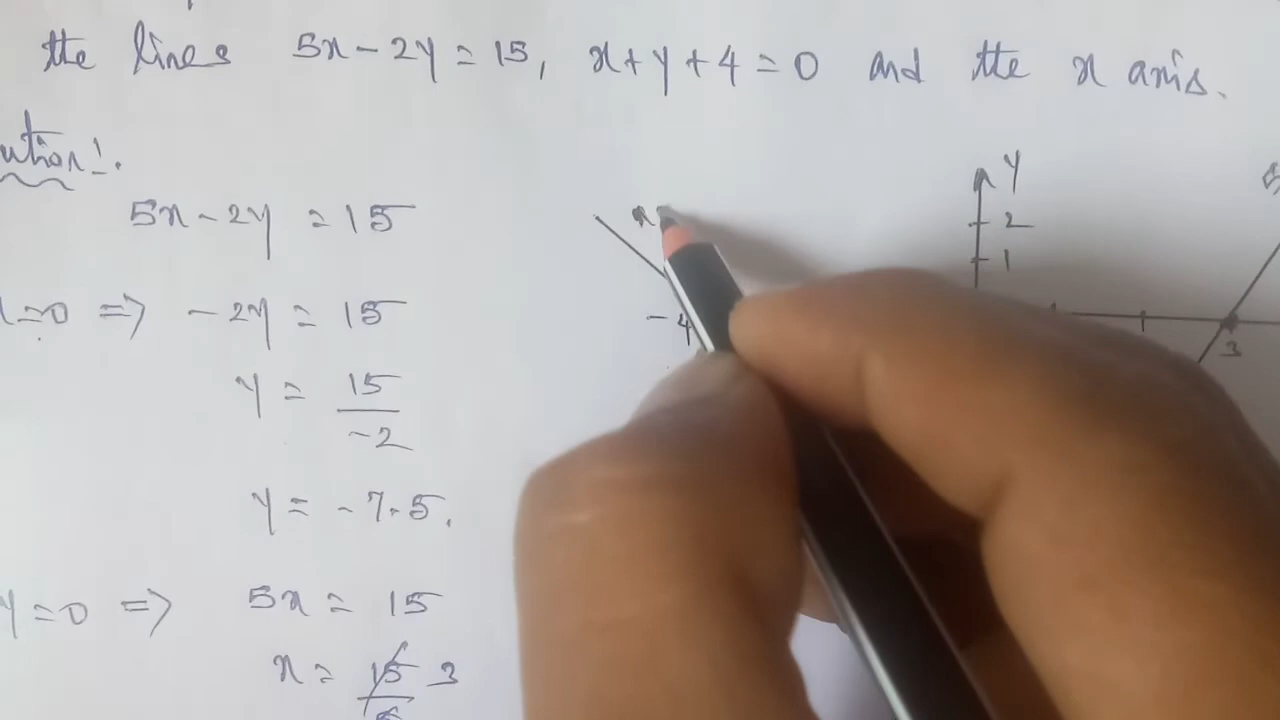 the lines 5x - 2y = 15, x + y + 4 = 0 and the x axis.
ution:
5x - 2y = 15
x = 0 => -2y = 15
y = 15/-2
y = -7.5.
y = 0 => 5x = 15
x = 15/5 3
x
-4
y
2
1
3